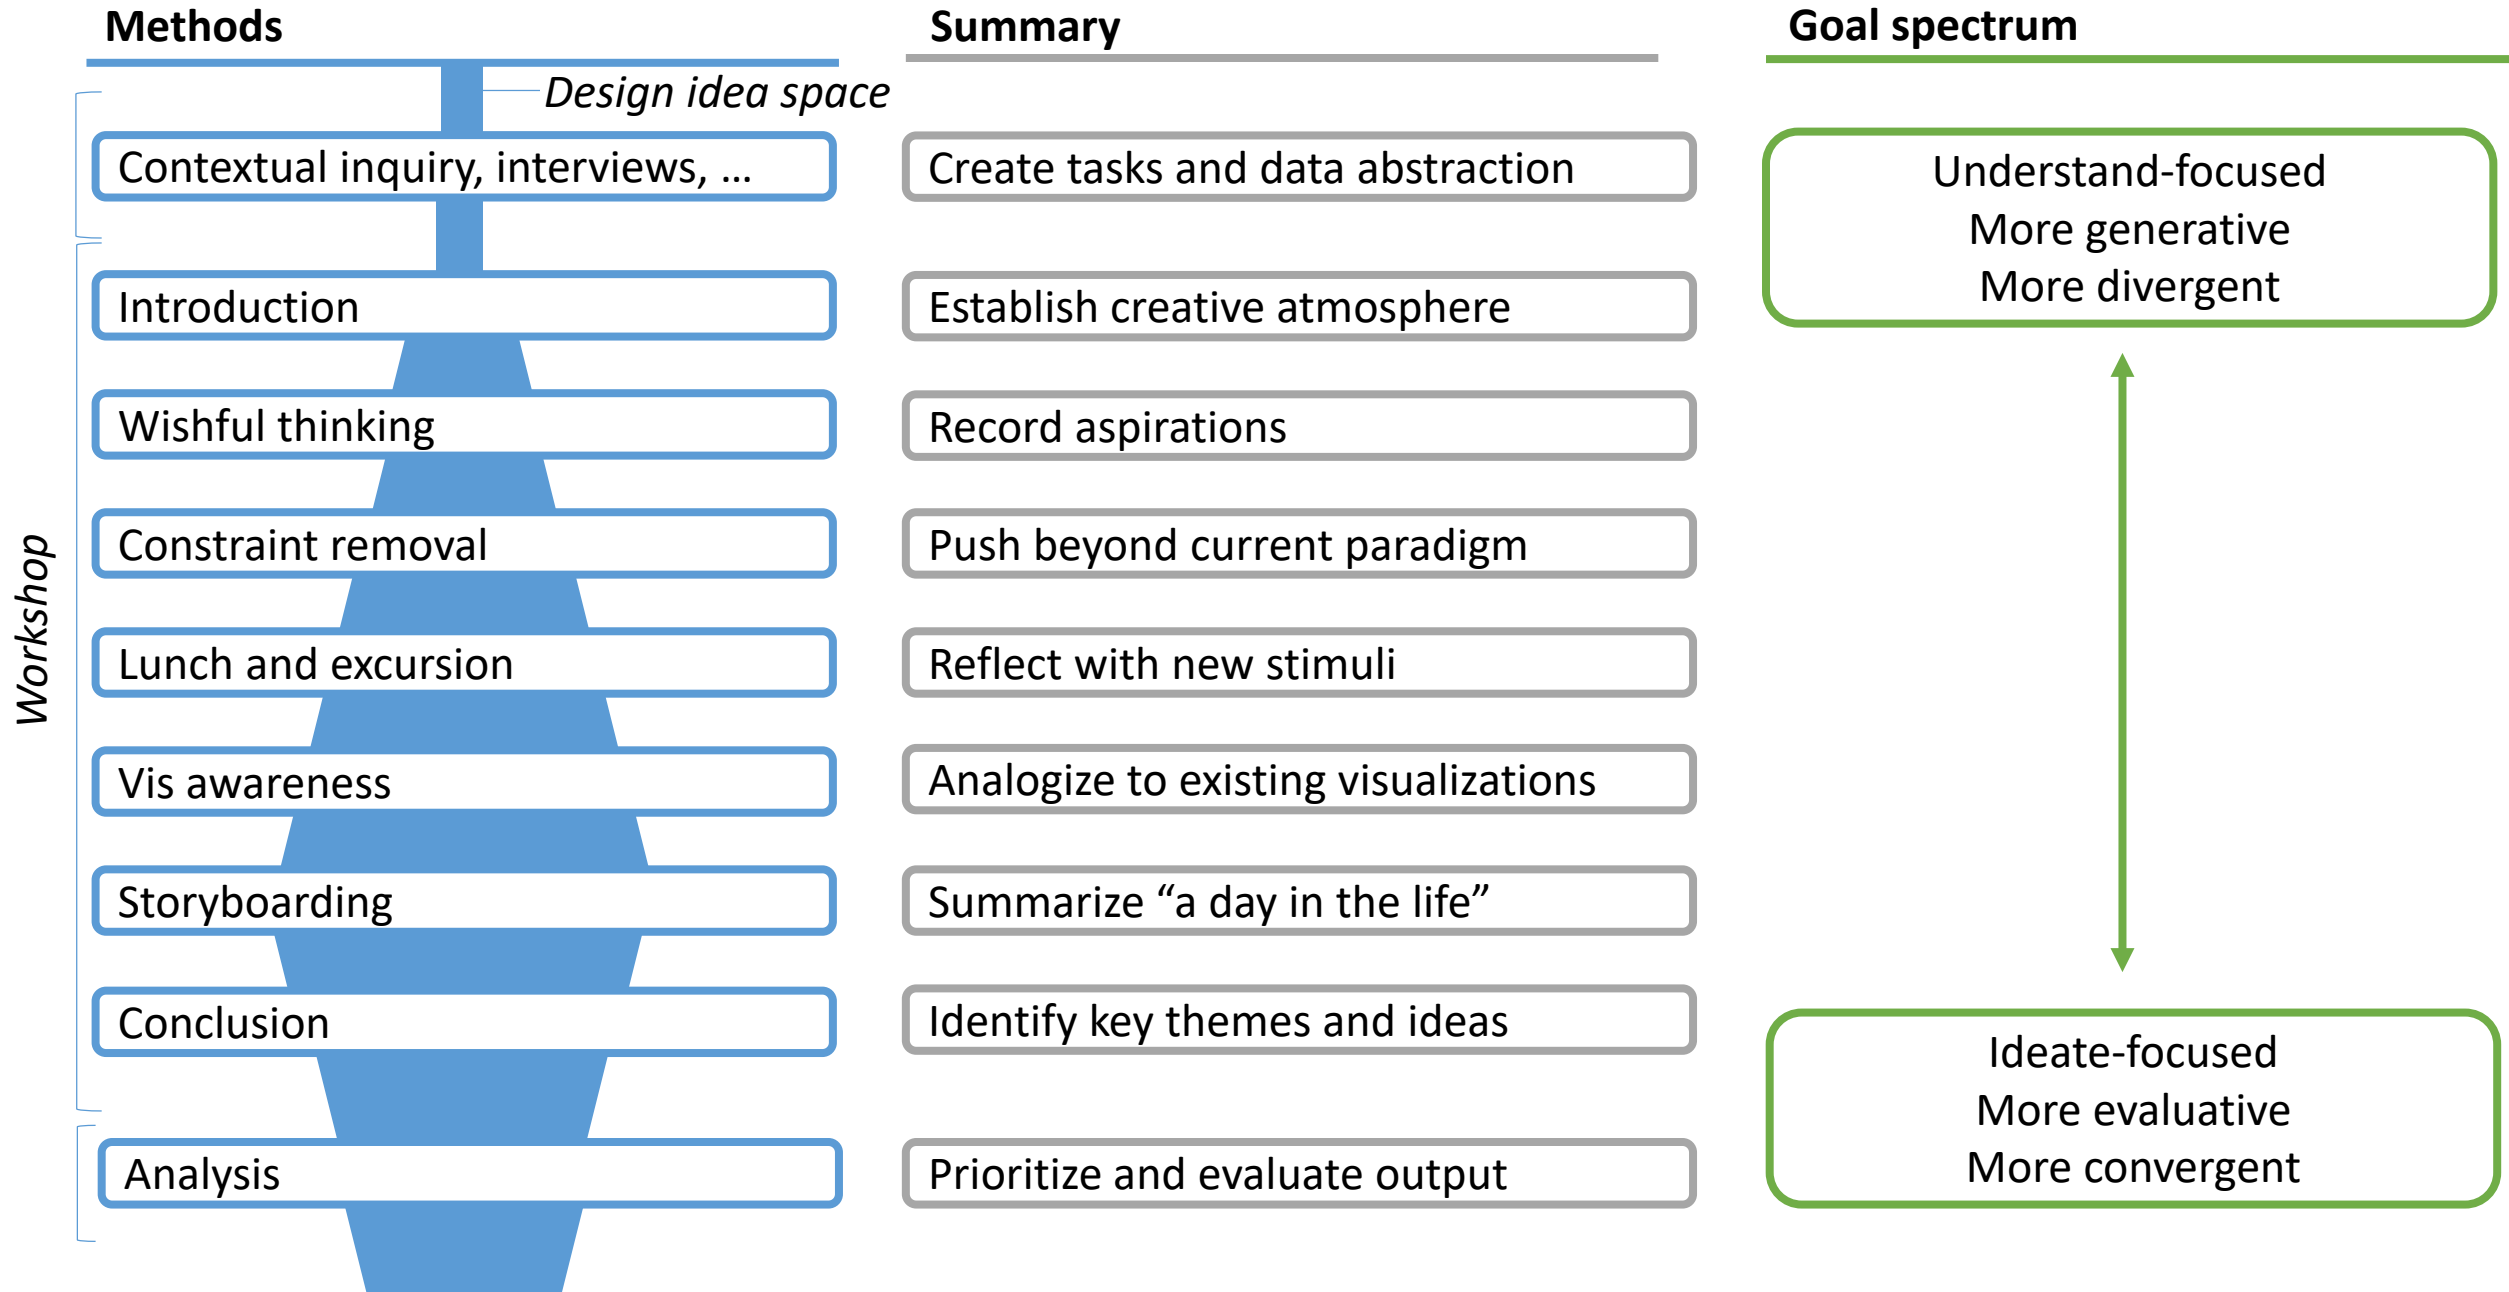 Methods
Summary
Goal spectrum
Design idea space
Contextual inquiry, interviews, …
Create tasks and data abstraction
Understand-focused
More generative
More divergent
Introduction
Establish creative atmosphere
Wishful thinking
Record aspirations
Workshop
Constraint removal
Push beyond current paradigm
Lunch and excursion
Reflect with new stimuli
Vis awareness
Analogize to existing visualizations
Storyboarding
Summarize “a day in the life”
Conclusion
Identify key themes and ideas
Ideate-focused
More evaluative
More convergent
Analysis
Prioritize and evaluate output